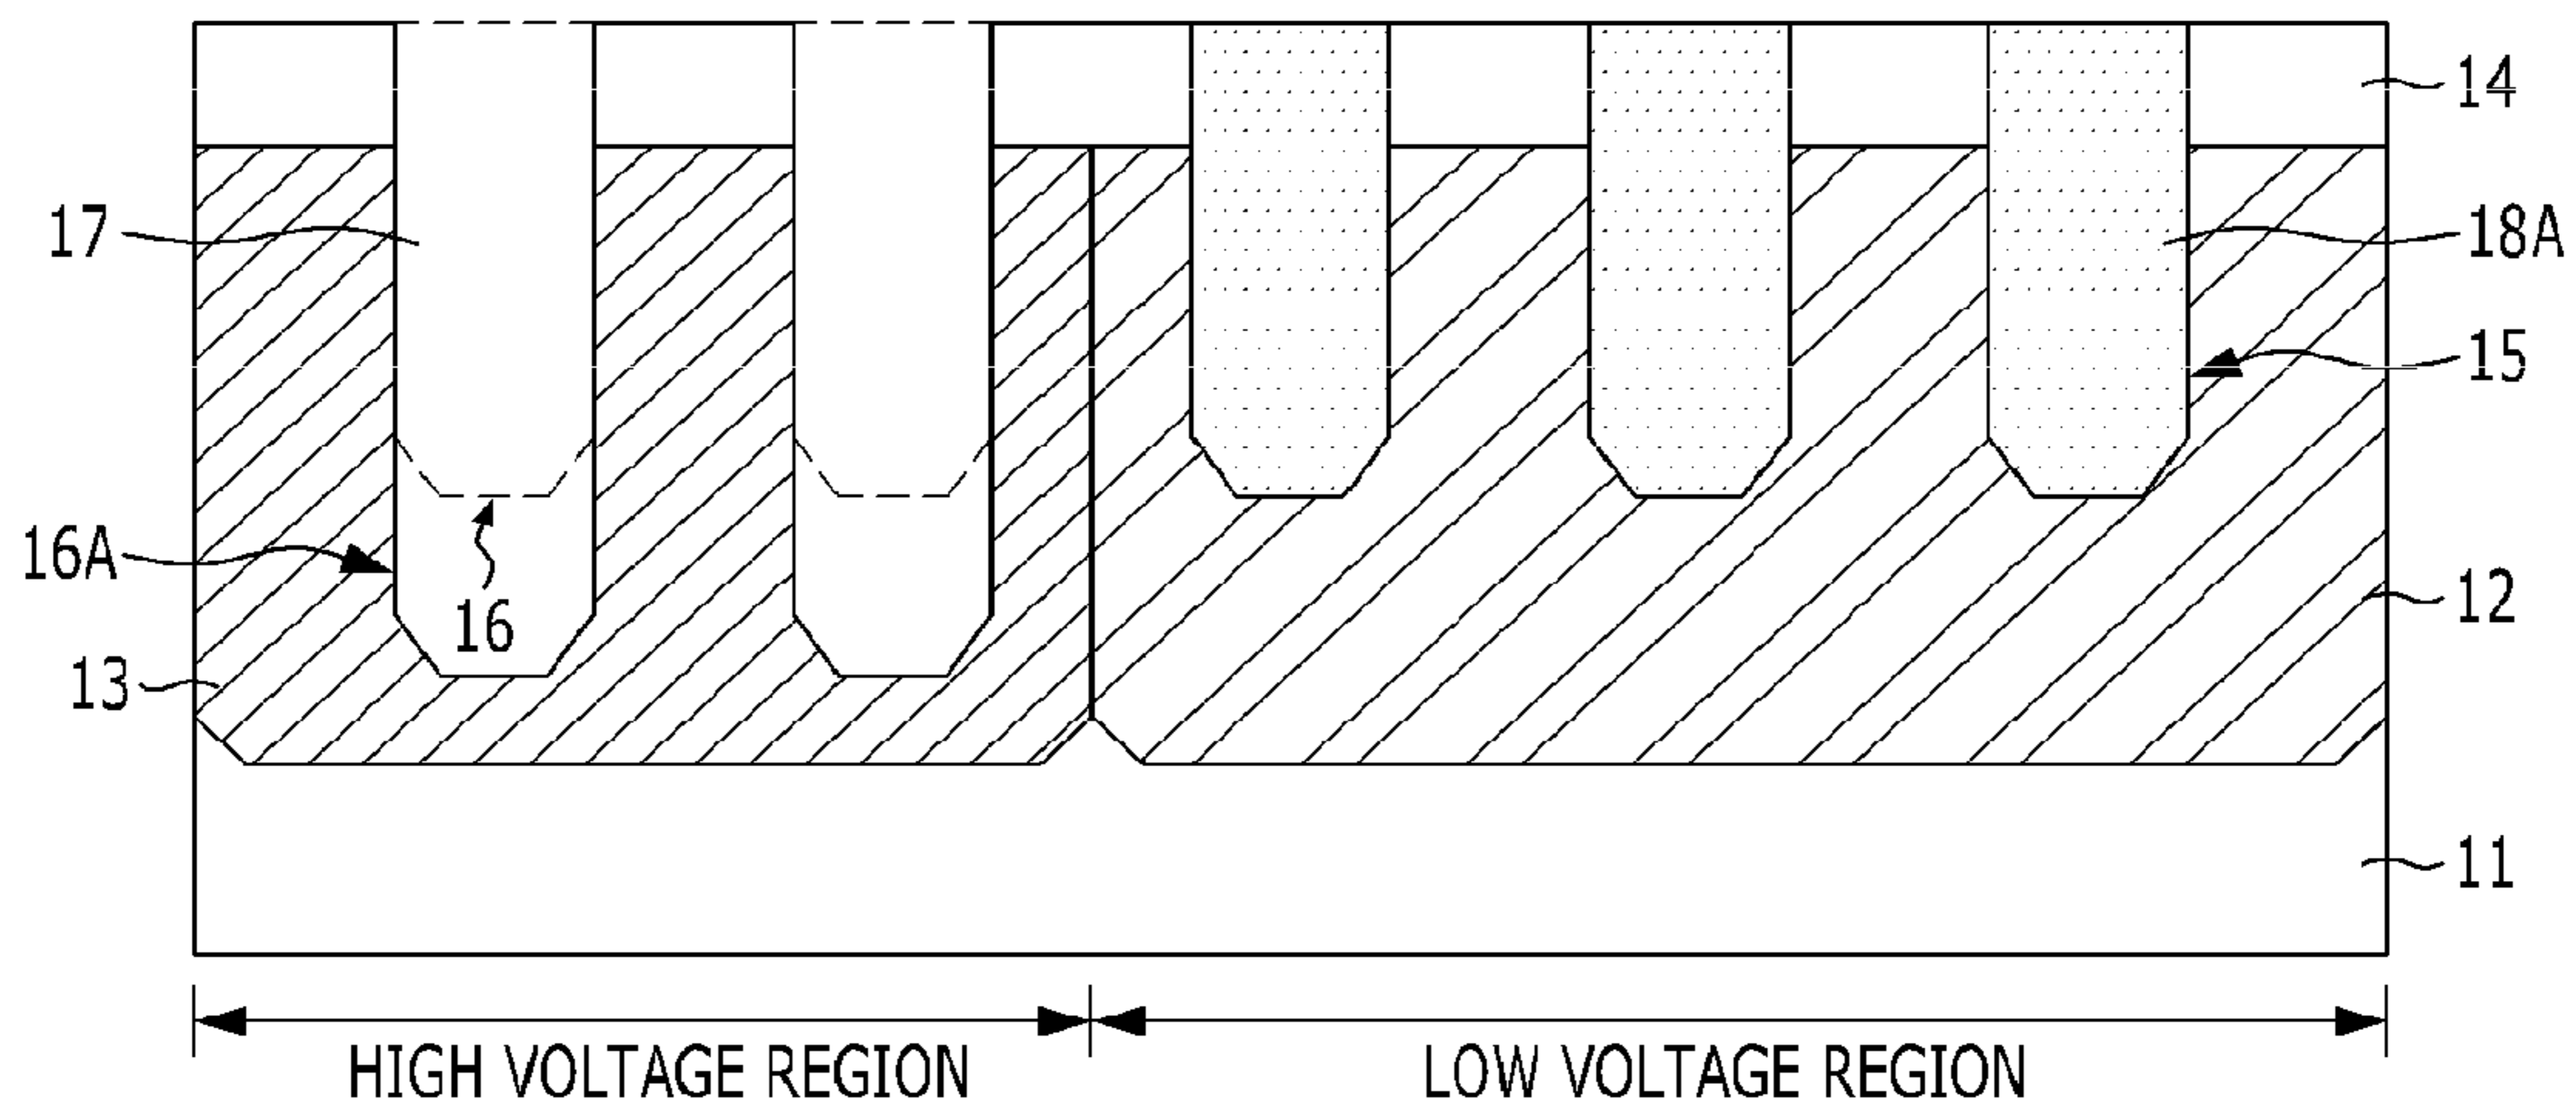 14
17
18A
15
16A
16
12
13
11
HIGH VOLTAGE REGION
LOW VOLTAGE REGION